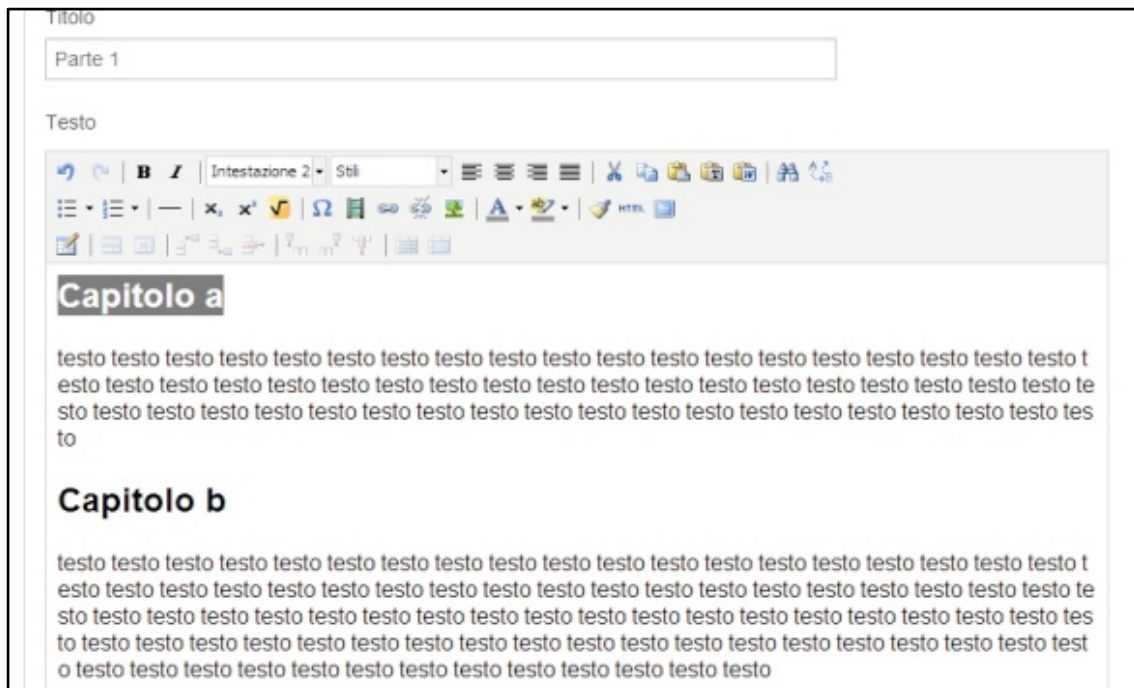 Titolo
Parte 1
Testo
B I Intestazione 2 Stili
HTML
Capitolo a
testo testo testo testo testo testo testo testo testo testo testo testo testo testo testo testo testo testo testo t
esto testo testo testo testo testo testo testo testo testo testo testo testo testo testo testo testo testo testo te
sto testo testo testo testo testo testo testo testo testo testo testo testo testo testo testo testo testo testo tes
to
Capitolo b
testo testo testo testo testo testo testo testo testo testo testo testo testo testo testo testo testo testo testo t
esto testo testo testo testo testo testo testo testo testo testo testo testo testo testo testo testo testo testo te
sto testo testo testo testo testo testo testo testo testo testo testo testo testo testo testo testo testo testo tes
to testo testo testo testo testo testo testo testo testo testo testo testo testo testo testo testo testo testo test
o testo testo testo testo testo testo testo testo testo testo testo testo testo